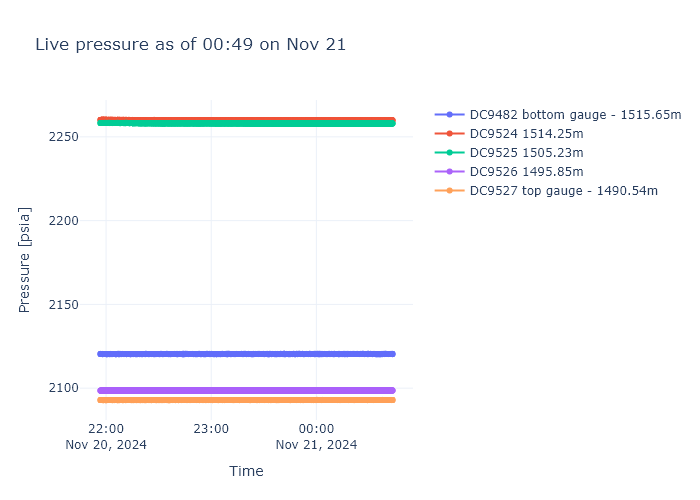 Live pressure as of 00:49 on Nov 21
DC9482 bottom gauge - 1515.65m
DC9524 1514.25m
DC9525 1505.23m
DC9526 1495.85m
DC9527 top gauge - 1490.54m
Pressure [psia]
2250
2200
2150
2100
22:00
Nov 20, 2024
23:00
00:00
Nov 21, 2024
Time